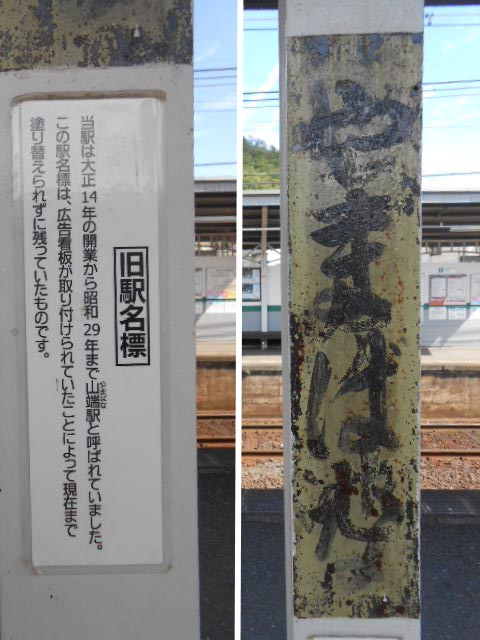 旧駅名標
やまばな
当駅は大正14年の開業から昭和29年まで山端駅と呼ばれていました。
この駅名標は、広告看板が取り付けられていたことによって現在まで
塗り替えられずに残っていたものです。
やまばな